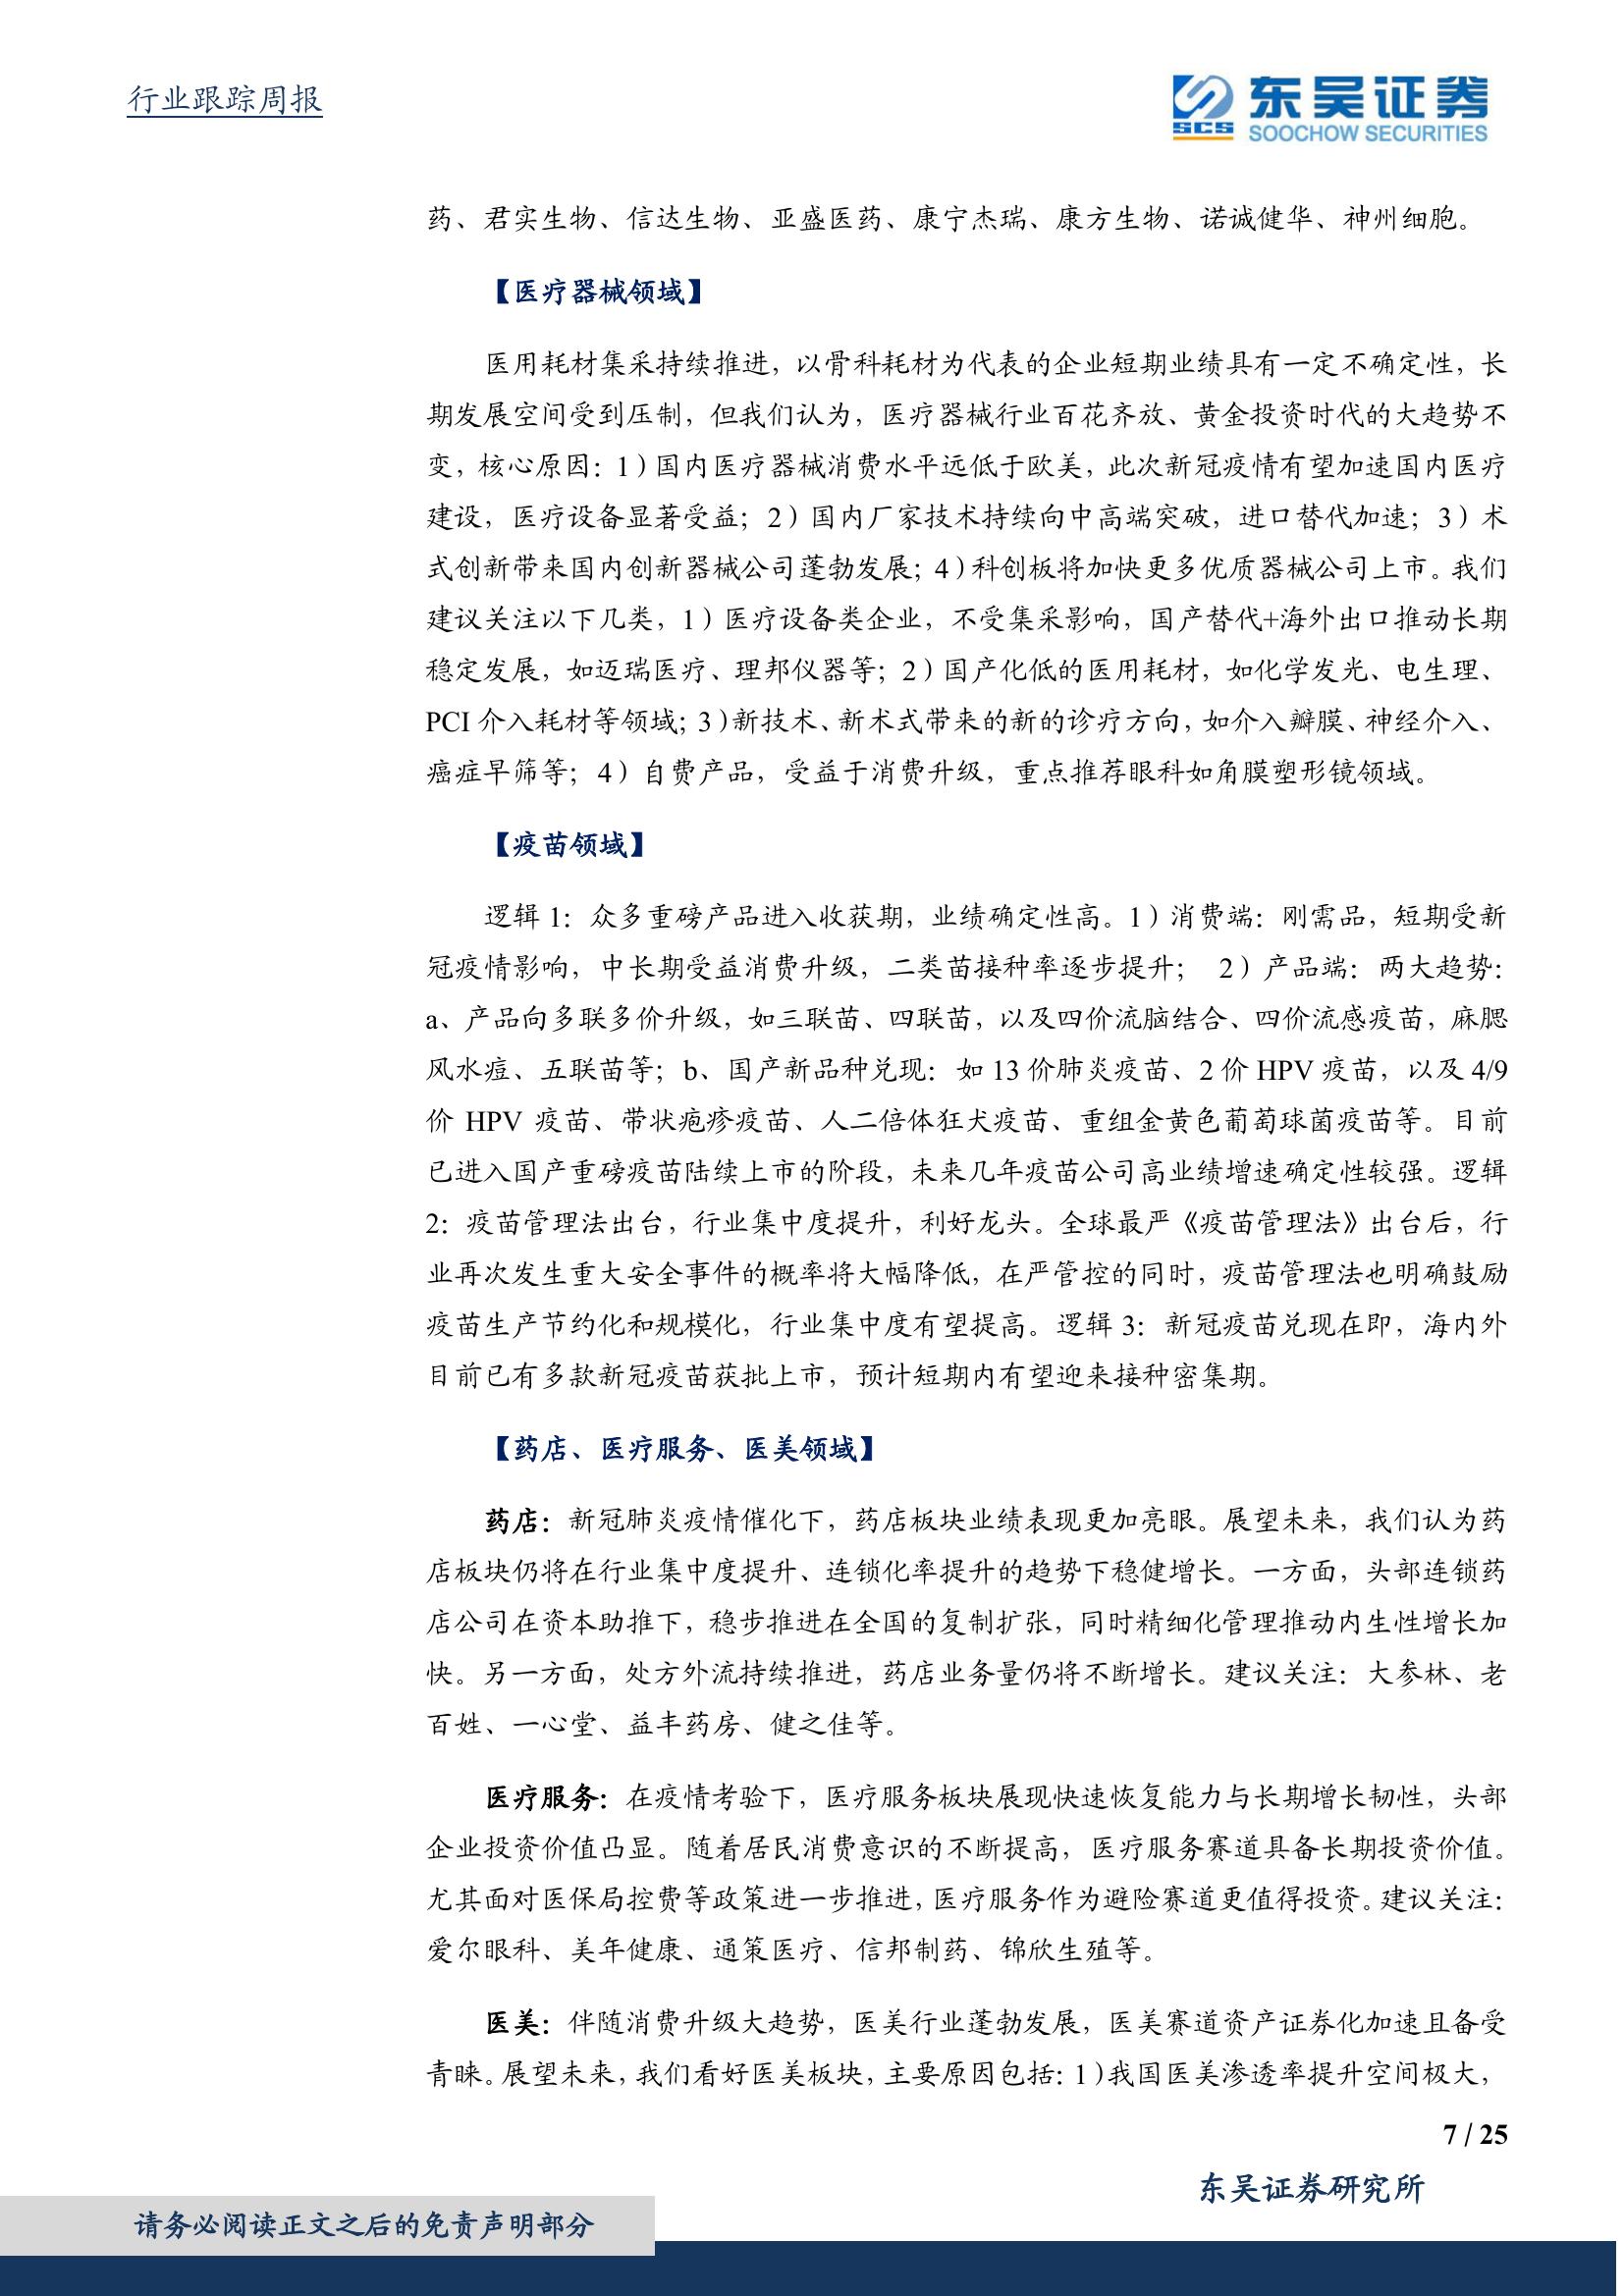 行业跟踪周报
SCS
东吴证券
SOOCHOW SECURITIES
药、君实生物、信达生物、亚盛医药、康宁杰瑞、康方生物、诺诚健华、神州细胞。
【医疗器械领域】
医用耗材集采持续推进，以骨科耗材为代表的企业短期业绩具有一定不确定性，长
期发展空间受到压制，但我们认为，医疗器械行业百花齐放、黄金投资时代的大趋势不
变，核心原因：1）国内医疗器械消费水平远低于欧美，此次新冠疫情有望加速国内医疗
建设，医疗设备显著受益；2）国内厂家技术持续向中高端突破，进口替代加速；3）术
式创新带来国内创新器械公司蓬勃发展；4）科创板将加快更多优质器械公司上市。我们
建议关注以下几类，1）医疗设备类企业，不受集采影响，国产替代+海外出口推动长期
稳定发展，如迈瑞医疗、理邦仪器等；2）国产化低的医用耗材，如化学发光、电生理、
PCI 介入耗材等领域；3）新技术、新术式带来的新的诊疗方向，如介入瓣膜、神经介入、
癌症早筛等；4）自费产品，受益于消费升级，重点推荐眼科如角膜塑形镜领域。
【疫苗领域】
逻辑 1：众多重磅产品进入收获期，业绩确定性高。1）消费端：刚需品，短期受新
冠疫情影响，中长期受益消费升级，二类苗接种率逐步提升； 2）产品端：两大趋势：
a、产品向多联多价升级，如三联苗、四联苗，以及四价流脑结合、四价流感疫苗，麻腮
风水痘、五联苗等；b、国产新品种兑现：如 13 价肺炎疫苗、2 价 HPV 疫苗，以及 4/9
价 HPV 疫苗、带状疱疹疫苗、人二倍体狂犬疫苗、重组金黄色葡萄球菌疫苗等。目前
已进入国产重磅疫苗陆续上市的阶段，未来几年疫苗公司高业绩增速确定性较强。逻辑
2：疫苗管理法出台，行业集中度提升，利好龙头。全球最严《疫苗管理法》出台后，行
业再次发生重大安全事件的概率将大幅降低，在严管控的同时，疫苗管理法也明确鼓励
疫苗生产节约化和规模化，行业集中度有望提高。逻辑 3：新冠疫苗兑现在即，海内外
目前已有多款新冠疫苗获批上市，预计短期内有望迎来接种密集期。
【药店、医疗服务、医美领域】
药店：新冠肺炎疫情催化下，药店板块业绩表现更加亮眼。展望未来，我们认为药
店板块仍将在行业集中度提升、连锁化率提升的趋势下稳健增长。一方面，头部连锁药
店公司在资本助推下，稳步推进在全国的复制扩张，同时精细化管理推动内生性增长加
快。另一方面，处方外流持续推进，药店业务量仍将不断增长。建议关注：大参林、老
百姓、一心堂、益丰药房、健之佳等。
医疗服务：在疫情考验下，医疗服务板块展现快速恢复能力与长期增长韧性，头部
企业投资价值凸显。随着居民消费意识的不断提高，医疗服务赛道具备长期投资价值。
尤其面对医保局控费等政策进一步推进，医疗服务作为避险赛道更值得投资。建议关注：
爱尔眼科、美年健康、通策医疗、信邦制药、锦欣生殖等。
医美：伴随消费升级大趋势，医美行业蓬勃发展，医美赛道资产证券化加速且备受
青睐。展望未来，我们看好医美板块，主要原因包括：1）我国医美渗透率提升空间极大，
7 / 25
东吴证券研究所
请务必阅读正文之后的免责声明部分